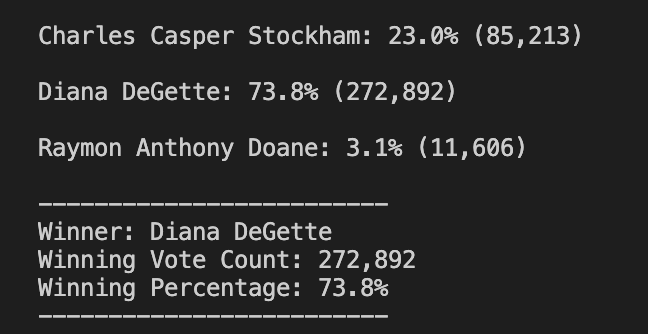 Charles Casper Stockham: 23.0% (85,213)
Diana DeGette: 73.8% (272,892)
Raymon Anthony Doane: 3.1% (11,606)
-------------------------
Winner: Diana DeGette
Winning Vote Count: 272,892
Winning Percentage: 73.8%
-------------------------